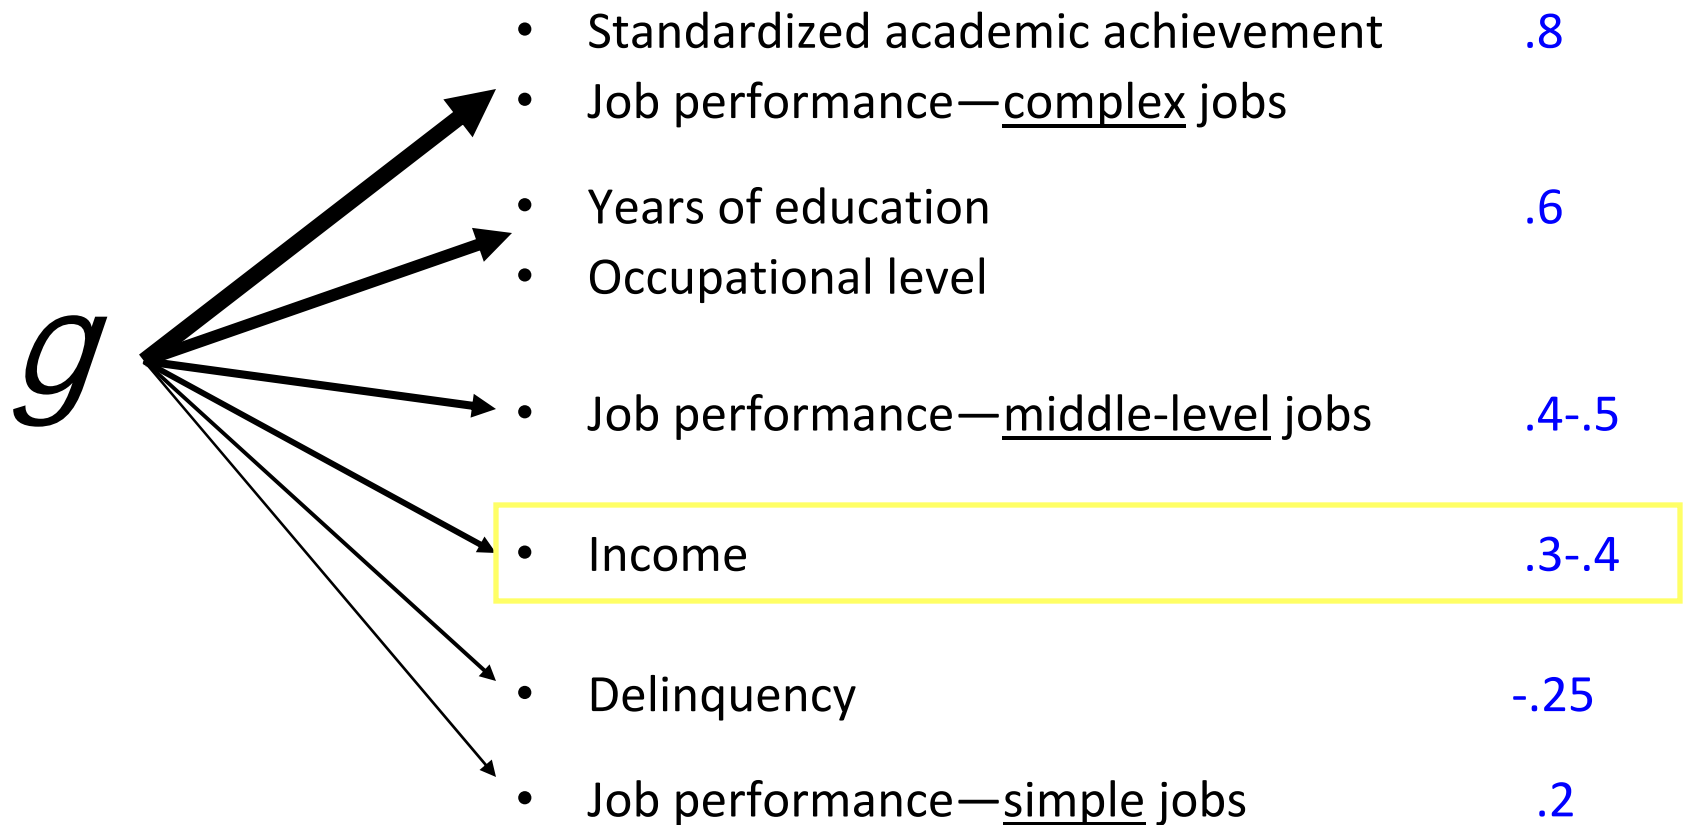 • Standardized academic achievement .8
• Job performance—complex jobs
• Years of education .6
• Occupational level
g
• Job performance—middle-level jobs .4-.5
• Income .3-.4
• Delinquency -.25
• Job performance—simple jobs .2